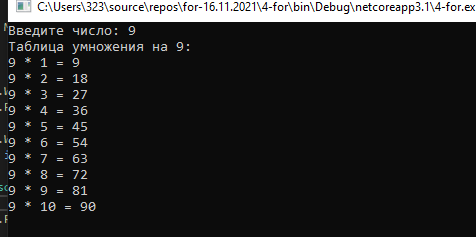 C:\Users\323\source\repos\for-16.11.2021\4-for\bin\Debug\netcoreapp3.1\4-for.ex
Введите число: 9
Таблица умножения на 9:
9 * 1 = 9
9 * 2 = 18
9 * 3 = 27
9 * 4 = 36
9 * 5 = 45
9 * 6 = 54
9 * 7 = 63
9 * 8 = 72
9 * 9 = 81
9 * 10 = 90